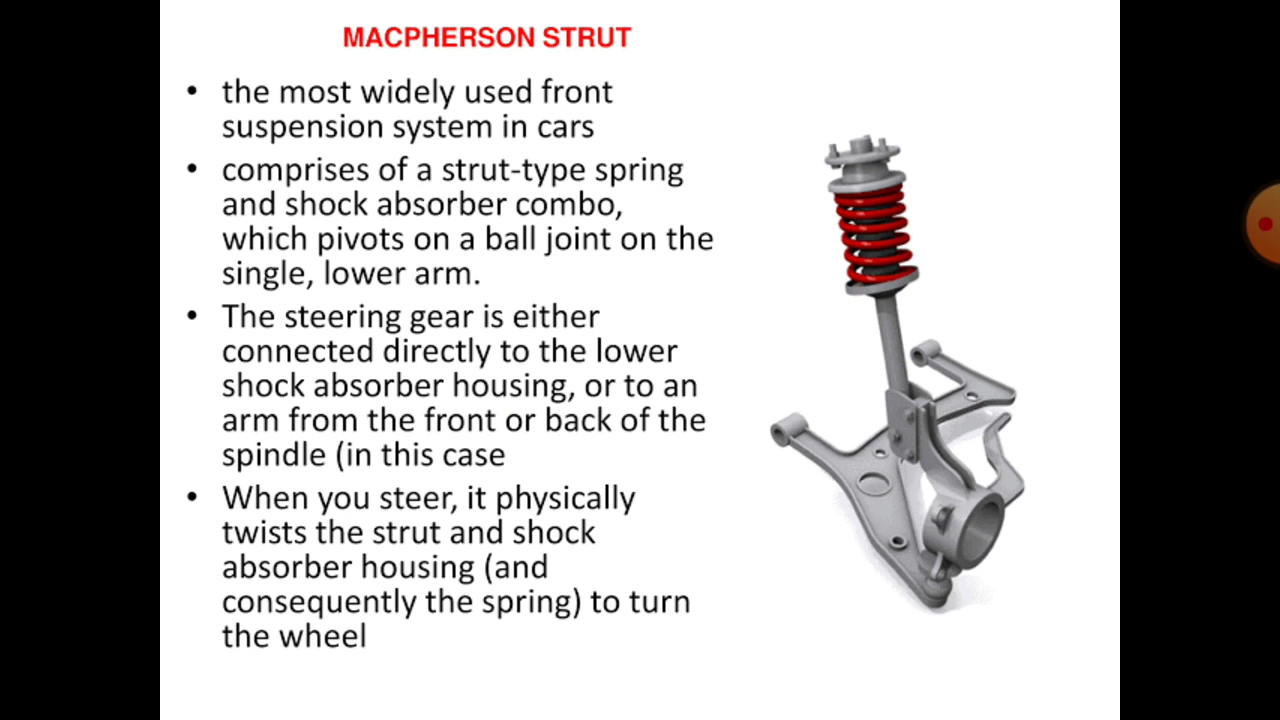 MACPHERSON STRUT
• the most widely used front
suspension system in cars
• comprises of a strut-type spring
and shock absorber combo,
which pivots on a ball joint on the
single, lower arm.
• The steering gear is either
connected directly to the lower
shock absorber housing, or to an
arm from the front or back of the
spindle (in this case
• When you steer, it physically
twists the strut and shock
absorber housing (and
consequently the spring) to turn
the wheel